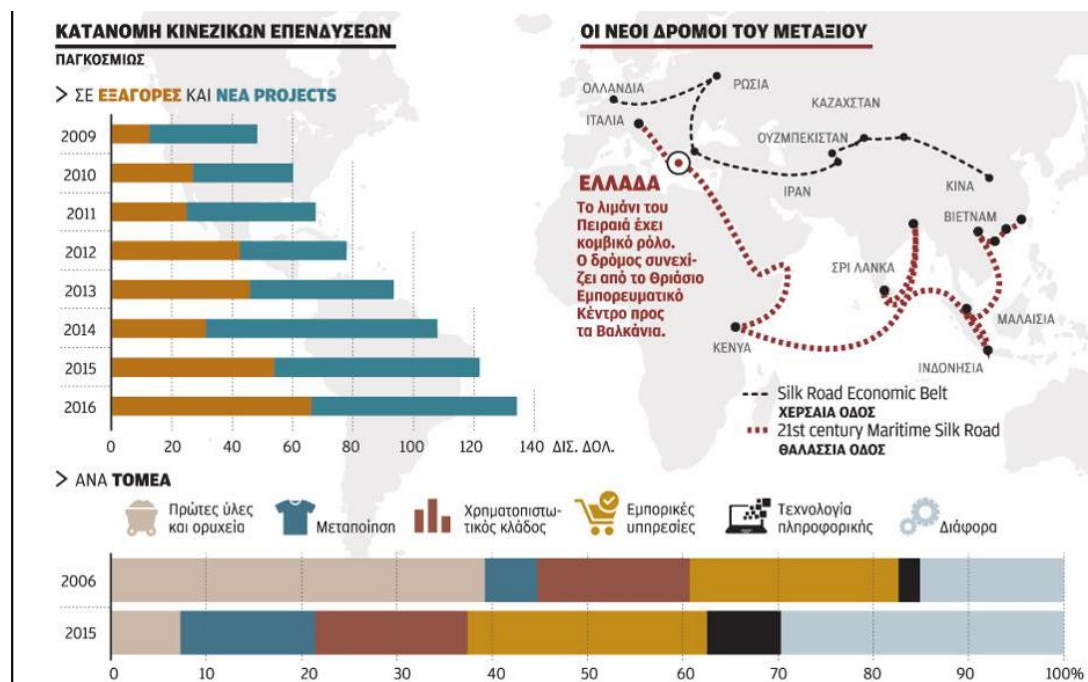 ΚΑΤΑΝΟΜΗ ΚΙΝΕΖΙΚΩΝ ΕΠΕΝΔΥΣΕΩΝ
ΠΑΓΚΟΣΜΙΩΣ
> ΣΕ ΕΞΑΓΟΡΕΣ ΚΑΙ ΝΕΑ PROJECTS
2009
2010
2011
2012
2013
2014
2015
2016
0 20 40 60 80 100 120 140 ΔΙΣ. ΔΟΛ.
ΟΙ ΝΕΟΙ ΔΡΟΜΟΙ ΤΟΥ ΜΕΤΑΞΙΟΥ
ΟΛΛΑΝΔΙΑ
ΡΩΣΙΑ
ΙΤΑΛΙΑ
ΚΑΖΑΧΣΤΑΝ
ΟΥΖΜΠΕΚΙΣΤΑΝ
ΙΡΑΝ
ΚΙΝΑ
ΕΛΛΑΔΑ
Το λιμάνι του
Πειραιά έχει
κομβικό ρόλο.
Ο δρόμος συνεχί-
ζει από το Θριάσιο
Εμπορευματικό
Κέντρο προς
τα Βαλκάνια.
ΒΙΕΤΝΑΜ
ΣΡΙ ΛΑΝΚΑ
ΚΕΝΥΑ
ΜΑΛΑΙΣΙΑ
ΙΝΔΟΝΗΣΙΑ
Silk Road Economic Belt
ΧΕΡΣΑΙΑ ΟΔΟΣ
21st century Maritime Silk Road
ΘΑΛΑΣΣΙΑ ΟΔΟΣ
> ΑΝΑ ΤΟΜΕΑ
Πρώτες ύλες
και ορυχεία
Μεταποίηση
Χρηματοπιστω-
τικός κλάδος
Εμπορικές
υπηρεσίες
Τεχνολογία
πληροφορικής
Διάφορα
2006
2015
0 10 20 30 40 50 60 70 80 90 100%